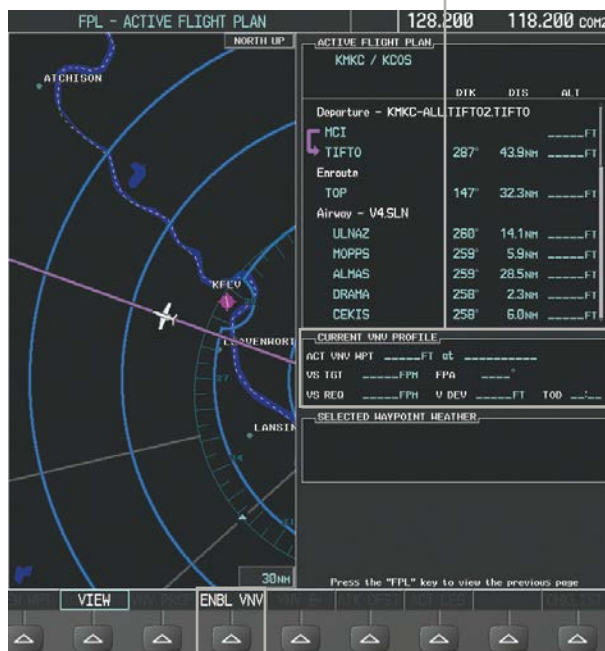 FPL - ACTIVE FLIGHT PLAN
128.200 118.200 COM2
NORTH UP
ATCHISON
KFLV
LEAVENWORT
LANSIN
30NM
ACTIVE FLIGHT PLAN
KMKC / KCOS
DTK DIS ALT
Departure - KMKC-ALL.TIFTO2.TIFTO
MCI _____FT
TIFTO 287° 43.9NM _____FT
Enroute
TOP 147° 32.3NM _____FT
Airway - V4.SLN
ULNAZ 260° 14.1NM _____FT
MOPPS 259° 5.9NM _____FT
ALMAS 259° 28.5NM _____FT
DRAMA 258° 2.3NM _____FT
CEKIS 258° 6.0NM _____FT
CURRENT VNV PROFILE
ACT VNV WPT _____FT at __________
VS TGT _____FPM FPA ____°
VS REQ _____FPM V DEV _____FT TOD __:__
SELECTED WAYPOINT WEATHER
Press the "FPL" key to view the previous page
VIEW ENBL VNV